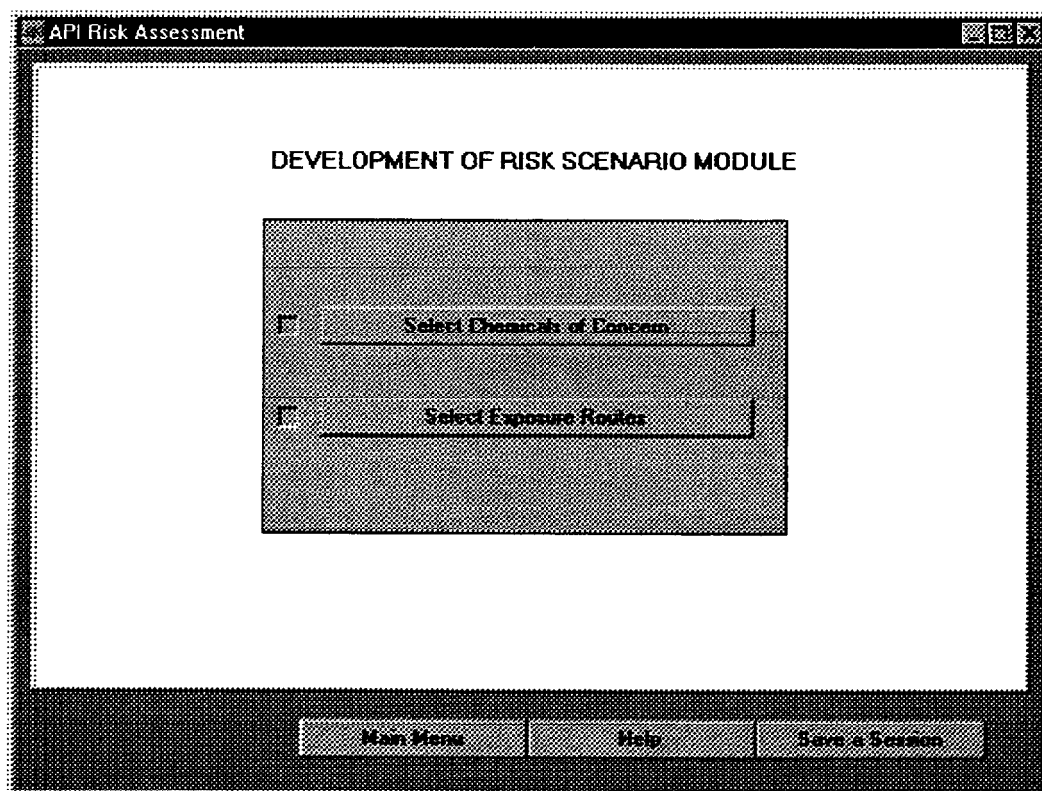 API Risk Assessment
DEVELOPMENT OF RISK SCENARIO MODULE
Select Chemicals of Concern
Select Exposure Routes
Main Menu
Help
Save a Session